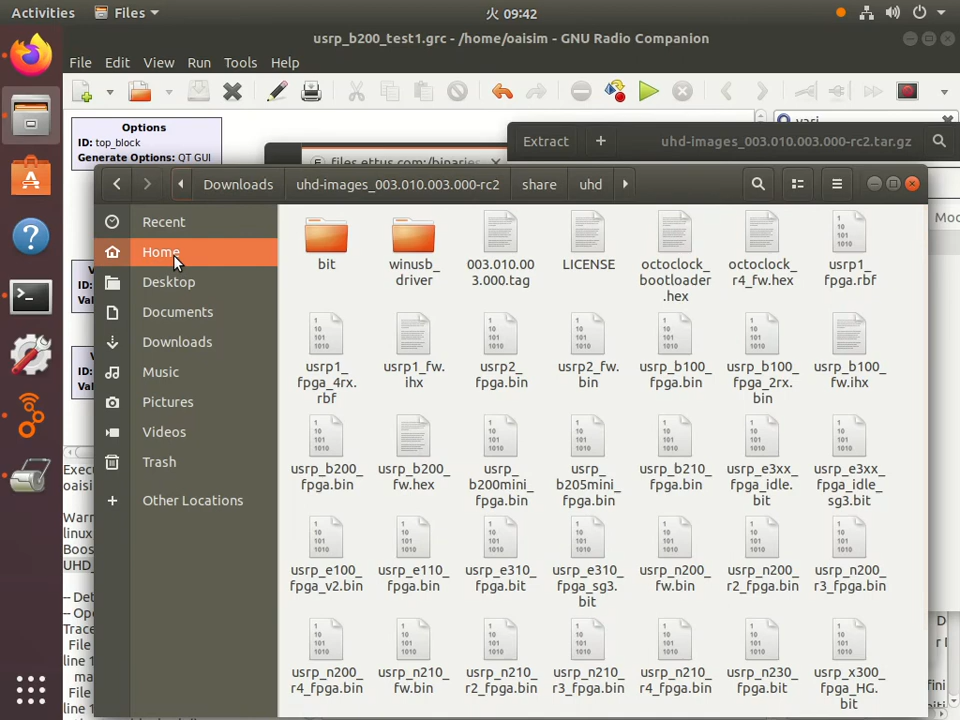 Activities
Files
火 09:42
usrp_b200_test1.grc - /home/oaisim - GNU Radio Companion
File Edit View Run Tools Help
Options
ID: top_block
Generate Options: QT GUI
Extract
uhd-images_003.010.003.000-rc2.tar.gz
files.ettus.com:/binaries
Downloads
uhd-images_003.010.003.000-rc2
share
uhd
Recent
Home
Desktop
Documents
Downloads
Music
Pictures
Videos
Trash
Other Locations
bit
winusb_
driver
003.010.00
3.000.tag
LICENSE
octoclock_
bootloader
.hex
octoclock_
r4_fw.hex
usrp1_
fpga.rbf
usrp1_
fpga_4rx.
rbf
usrp1_fw.
ihx
usrp2_
fpga.bin
usrp2_fw.
bin
usrp_b100_
fpga.bin
usrp_b100_
fpga_2rx.
bin
usrp_b100_
fw.ihx
usrp_b200_
fpga.bin
usrp_b200_
fw.hex
usrp_
b200mini_
fpga.bin
usrp_
b205mini_
fpga.bin
usrp_b210_
fpga.bin
usrp_e3xx_
fpga_idle.
bit
usrp_e3xx_
fpga_idle_
sg3.bit
usrp_e100_
fpga_v2.bin
usrp_e110_
fpga.bin
usrp_e310_
fpga.bit
usrp_e310_
fpga_sg3.
bit
usrp_n200_
fw.bin
usrp_n200_
r2_fpga.bin
usrp_n200_
r3_fpga.bin
usrp_n200_
r4_fpga.bin
usrp_n210_
fw.bin
usrp_n210_
r2_fpga.bin
usrp_n210_
r3_fpga.bin
usrp_n210_
r4_fpga.bin
usrp_n230_
fpga.bit
usrp_x300_
fpga_HG.
bit